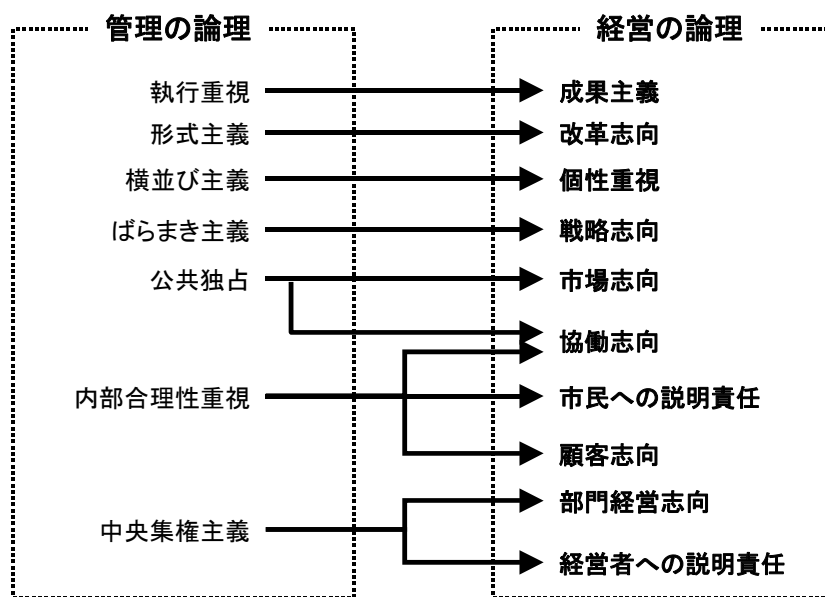 管理の論理
執行重視
形式主義
横並び主義
ばらまき主義
公共独占
内部合理性重視
中央集権主義
経営の論理
成果主義
改革志向
個性重視
戦略志向
市場志向
協働志向
市民への説明責任
顧客志向
部門経営志向
経営者への説明責任